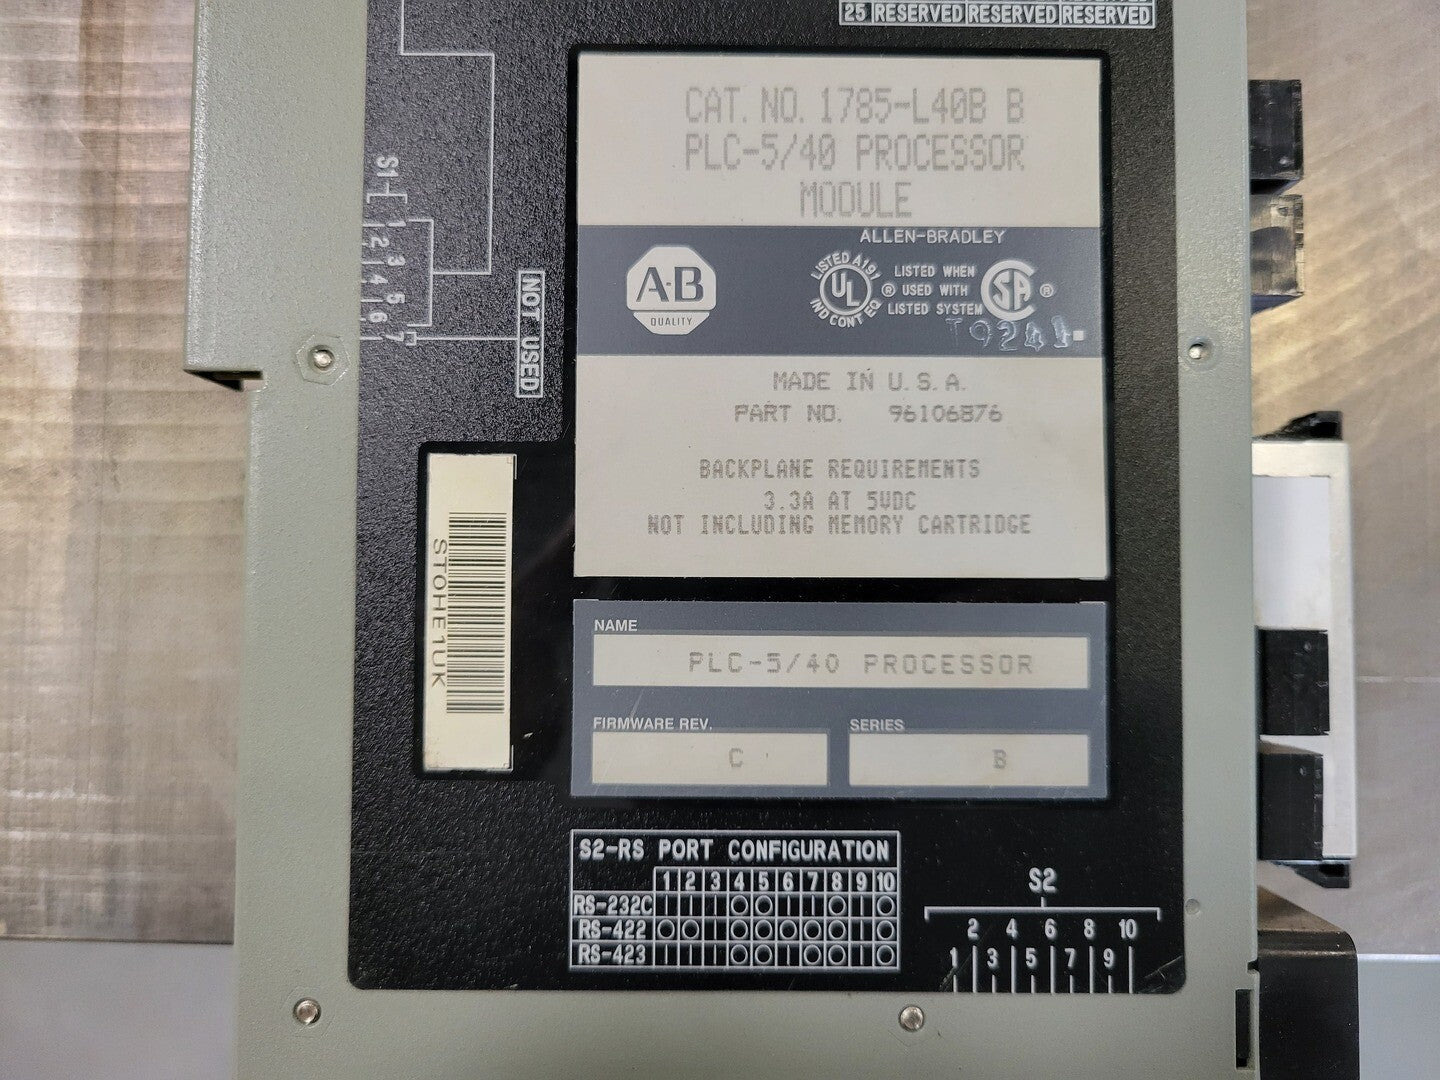 25 RESERVED RESERVED RESERVED
CAT. NO. 1785-L40B B
PLC-5/40 PROCESSOR
MODULE
ALLEN-BRADLEY
A·B
QUALITY
LISTED A191
UL
IND CONT EQ
®
LISTED WHEN
USED WITH
LISTED SYSTEM
SA
®
MADE IN U.S.A.
PART NO. 96106876
BACKPLANE REQUIREMENTS
3.3A AT 5VDC
NOT INCLUDING MEMORY CARTRIDGE
S1
1
2
3
4
5
6
7
NOT USED
STOHE1UK
NAME
PLC-5/40 PROCESSOR
FIRMWARE REV.
SERIES
C
B
S2-RS PORT CONFIGURATION
1 2 3 4 5 6 7 8 9 10
RS-232C
RS-422
RS-423
S2
2 4 6 8 10
1 3 5 7 9